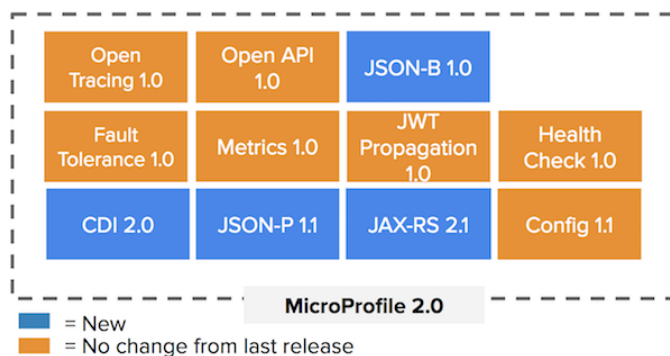 Open
Tracing 1.0
Open API
1.0
JSON-B 1.0
Fault
Tolerance 1.0
Metrics 1.0
JWT
Propagation
1.0
Health
Check 1.0
CDI 2.0
JSON-P 1.1
JAX-RS 2.1
Config 1.1
MicroProfile 2.0
= New
= No change from last release